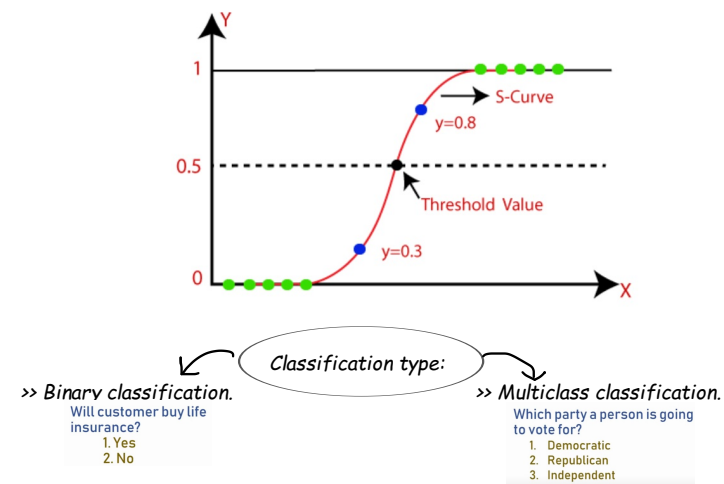 Y
1
S-Curve
y=0.8
0.5
Threshold Value
y=0.3
0
X
Classification type:
>> Binary classification.
Will customer buy life
insurance?
1. Yes
2. No
>> Multiclass classification.
Which party a person is going
to vote for?
1. Democratic
2. Republican
3. Independent